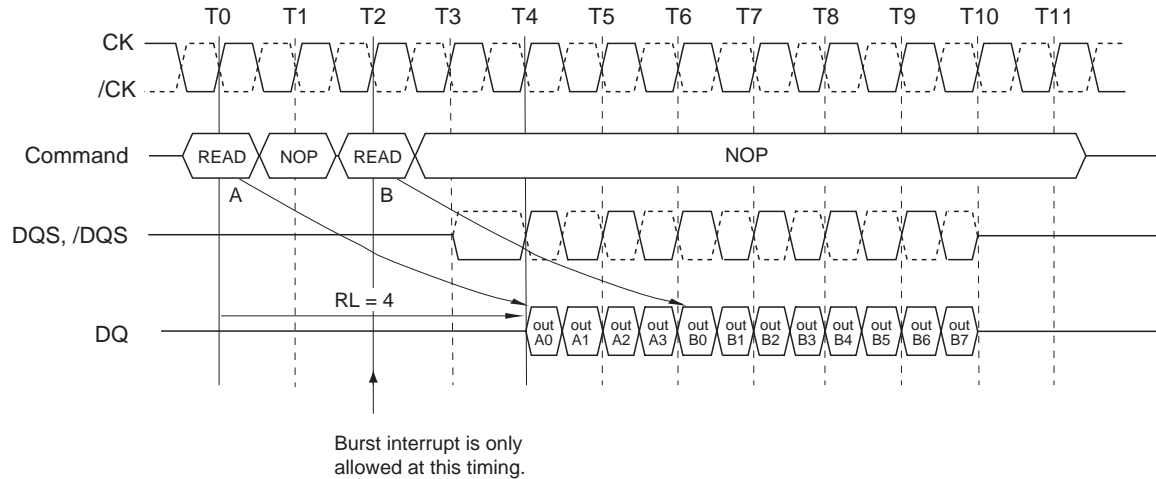 T0 T1 T2 T3 T4 T5 T6 T7 T8 T9 T10 T11
CK
/CK
Command READ NOP READ NOP
A B
DQS, /DQS
RL = 4
DQ
out A0 out A1 out A2 out A3 out B0 out B1 out B2 out B3 out B4 out B5 out B6 out B7
Burst interrupt is only
allowed at this timing.